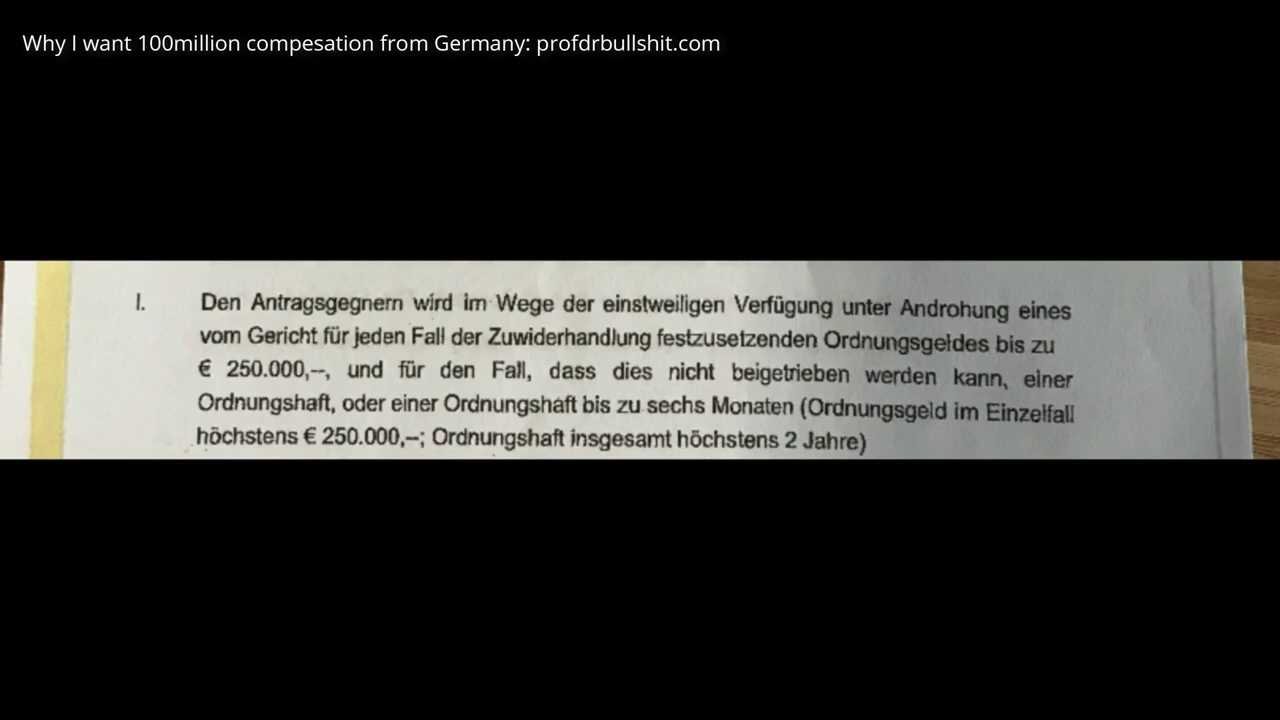 Why I want 100million compesation from Germany: profdrbullshit.com
I. Den Antragsgegnern wird im Wege der einstweiligen Verfügung unter Androhung eines
vom Gericht für jeden Fall der Zuwiderhandlung festzusetzenden Ordnungsgeldes bis zu
€ 250.000,--, und für den Fall, dass dies nicht beigetrieben werden kann, einer
Ordnungshaft, oder einer Ordnungshaft bis zu sechs Monaten (Ordnungsgeld im Einzelfall
höchstens € 250.000,--; Ordnungshaft insgesamt höchstens 2 Jahre)